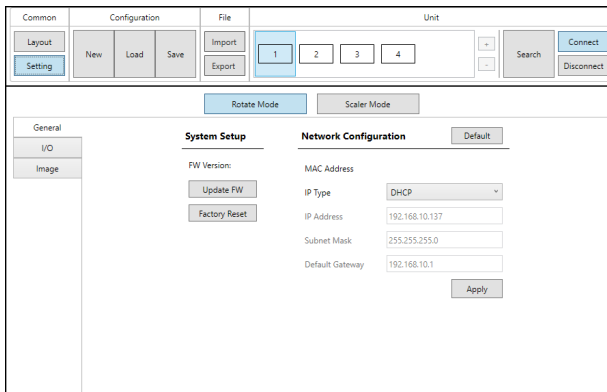 Common Configuration File Unit
Layout New Load Save Import 1 2 3 4 + Search Connect
Setting Export - Disconnect
Rotate Mode Scaler Mode
General System Setup Network Configuration Default
I/O
Image FW Version: MAC Address
Update FW IP Type DHCP
Factory Reset IP Address 192.168.10.137
Subnet Mask 255.255.255.0
Default Gateway 192.168.10.1
Apply